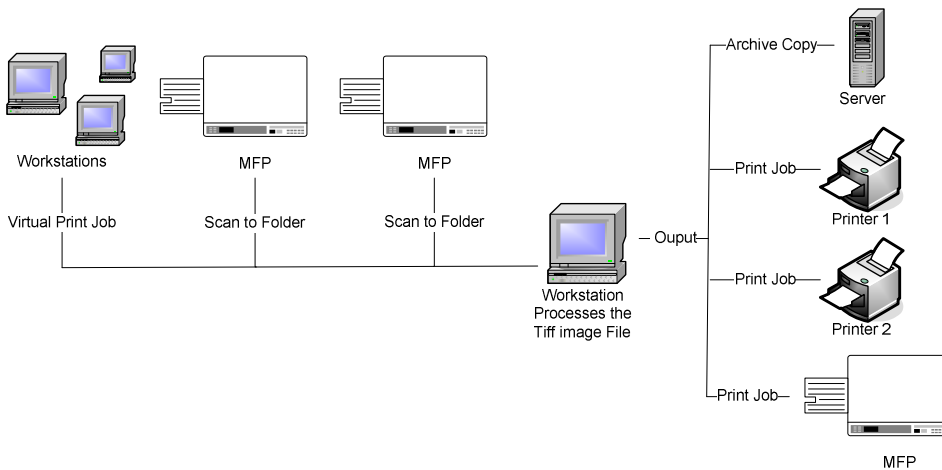 Archive Copy
Server
Workstations
MFP
MFP
Print Job
Printer 1
Virtual Print Job
Scan to Folder
Scan to Folder
Ouput
Workstation
Processes the
Tiff image File
Print Job
Printer 2
Print Job
MFP